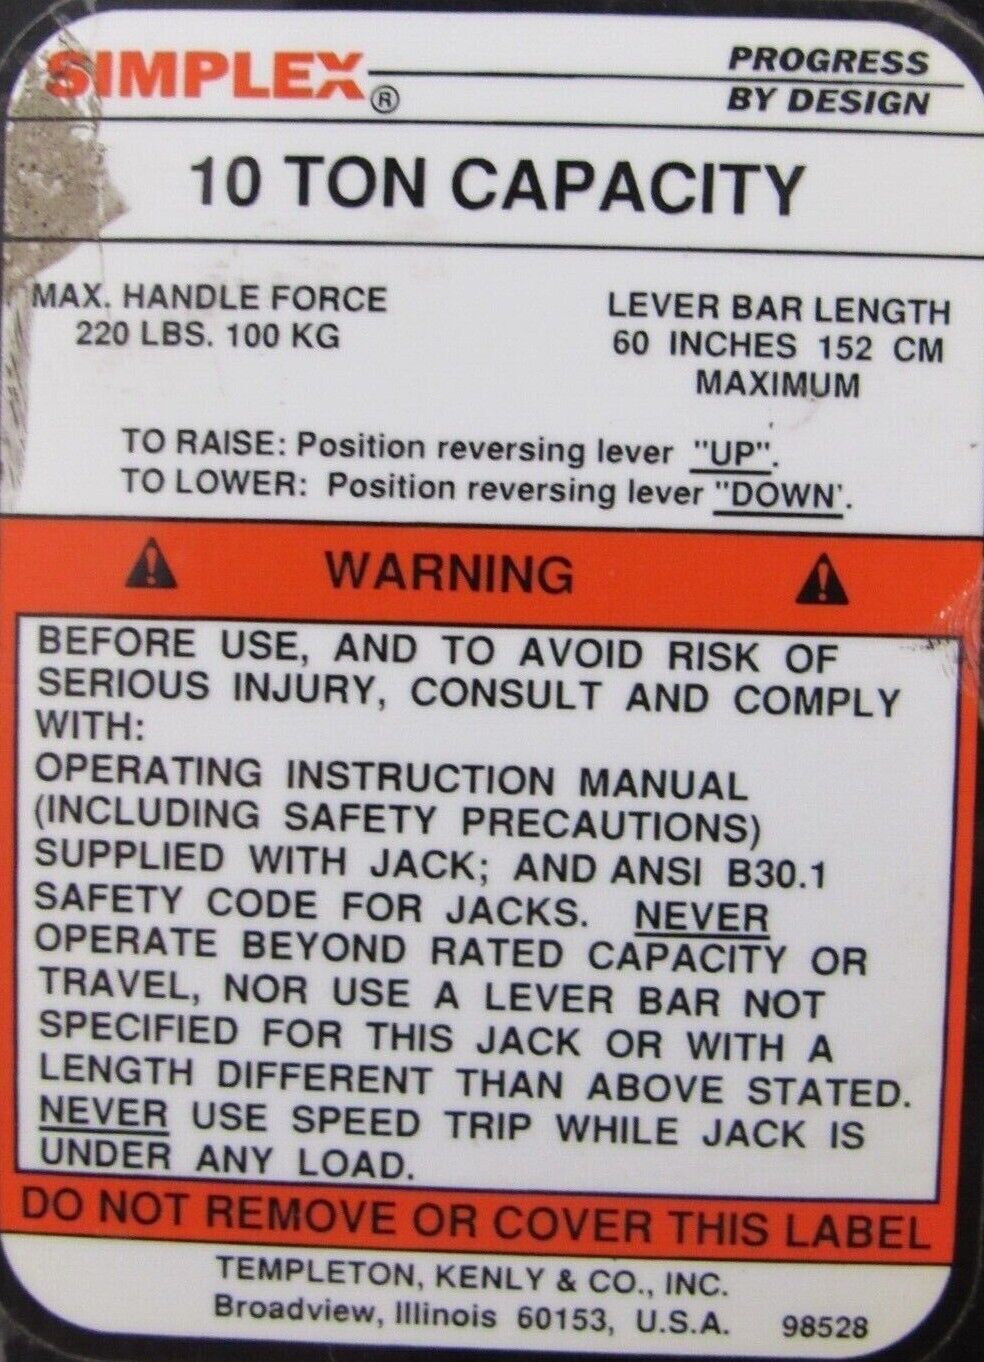 SIMPLEX®
PROGRESS
BY DESIGN
10 TON CAPACITY
MAX. HANDLE FORCE
220 LBS. 100 KG
LEVER BAR LENGTH
60 INCHES 152 CM
MAXIMUM
TO RAISE: Position reversing lever "UP".
TO LOWER: Position reversing lever "DOWN'.
WARNING
BEFORE USE, AND TO AVOID RISK OF
SERIOUS INJURY, CONSULT AND COMPLY
WITH:
OPERATING INSTRUCTION MANUAL
(INCLUDING SAFETY PRECAUTIONS)
SUPPLIED WITH JACK; AND ANSI B30.1
SAFETY CODE FOR JACKS. NEVER
OPERATE BEYOND RATED CAPACITY OR
TRAVEL, NOR USE A LEVER BAR NOT
SPECIFIED FOR THIS JACK OR WITH A
LENGTH DIFFERENT THAN ABOVE STATED.
NEVER USE SPEED TRIP WHILE JACK IS
UNDER ANY LOAD.
DO NOT REMOVE OR COVER THIS LABEL
TEMPLETON, KENLY & CO., INC.
Broadview, Illinois 60153, U.S.A. 98528